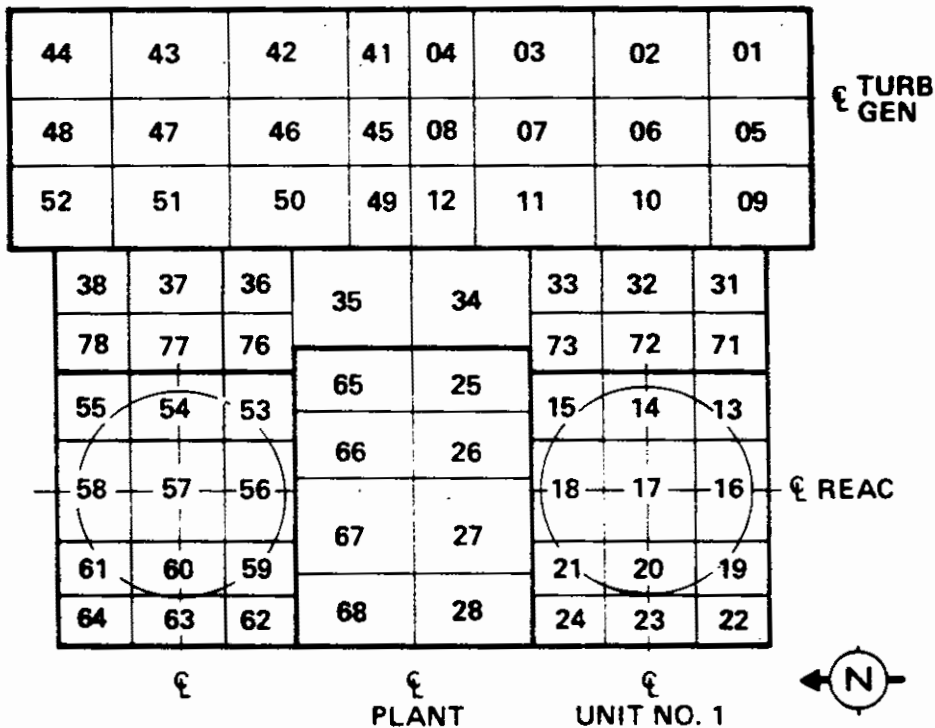 44 43 42 41 04 03 02 01
℄ TURB
GEN
48 47 46 45 08 07 06 05
52 51 50 49 12 11 10 09
38 37 36 35 34 33 32 31
78 77 76 73 72 71
65 25
55 54 53 15 14 13
66 26
58 57 56 18 17 16 ℄ REAC
67 27
61 60 59 21 20 19
68 28
64 63 62 24 23 22
℄ ℄ ℄
PLANT UNIT NO. 1
N